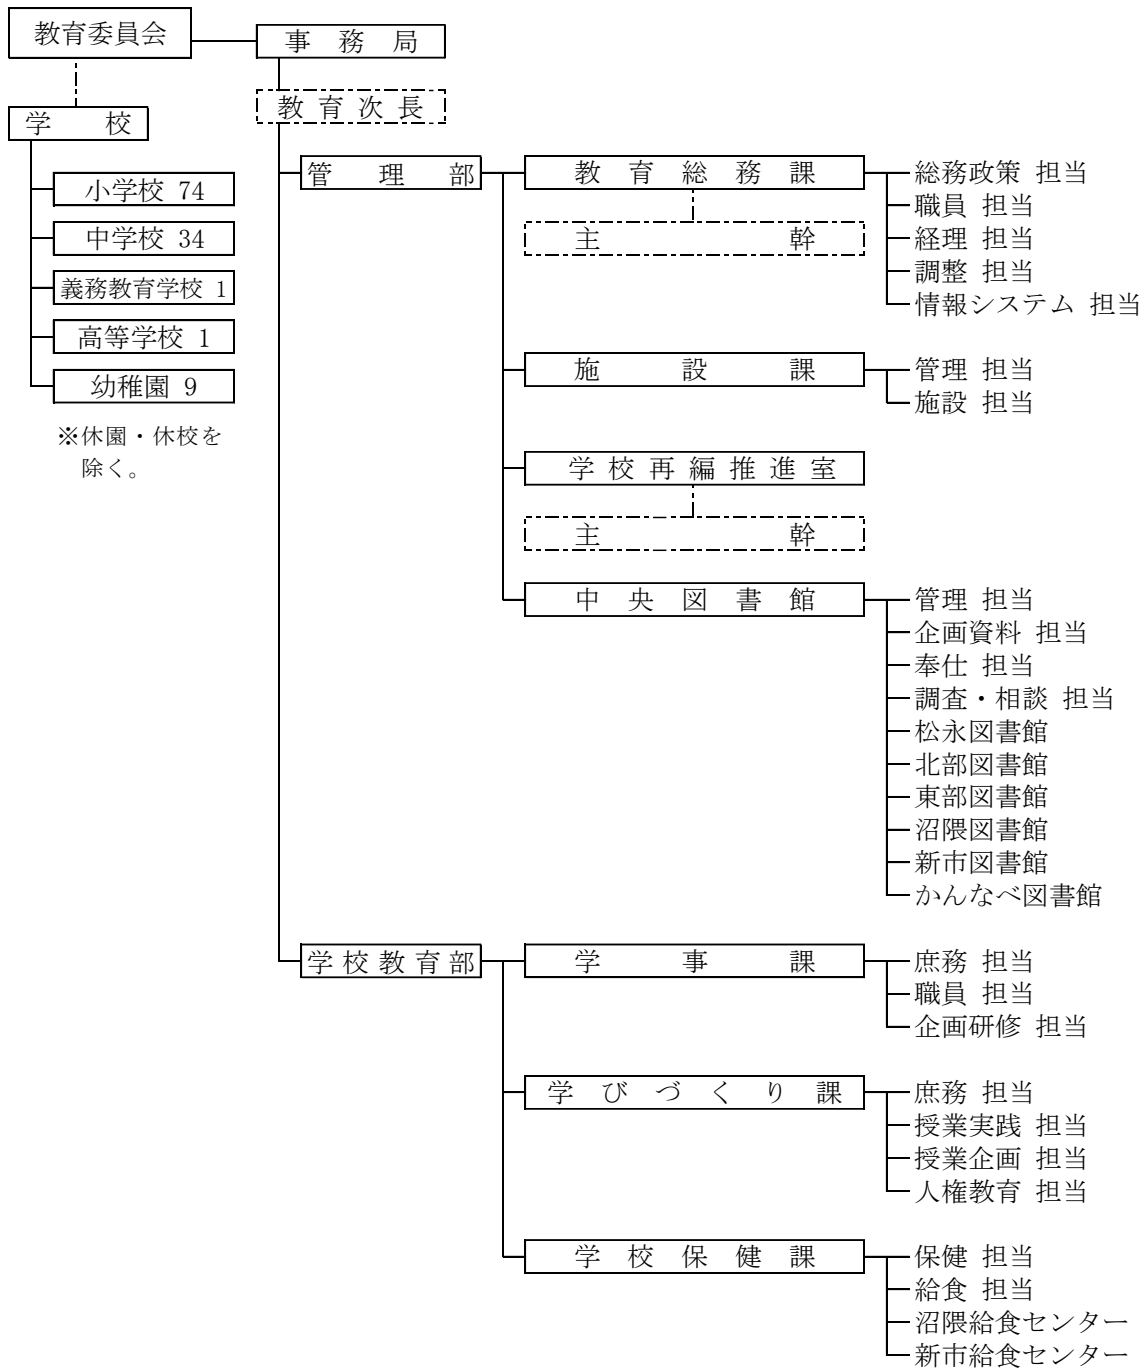 教育委員会
事務局
教育次長
学校
小学校 74
中学校 34
義務教育学校 1
高等学校 1
幼稚園 9
※休園・休校を
除く。
管理部
教育総務課
主幹
総務政策 担当
職員 担当
経理 担当
調整 担当
情報システム 担当
施設課
管理 担当
施設 担当
学校再編推進室
主幹
中央図書館
管理 担当
企画資料 担当
奉仕 担当
調査・相談 担当
松永図書館
北部図書館
東部図書館
沼隈図書館
新市図書館
かんなべ図書館
学校教育部
学事課
庶務 担当
職員 担当
企画研修 担当
学びづくり課
庶務 担当
授業実践 担当
授業企画 担当
人権教育 担当
学校保健課
保健 担当
給食 担当
沼隈給食センター
新市給食センター